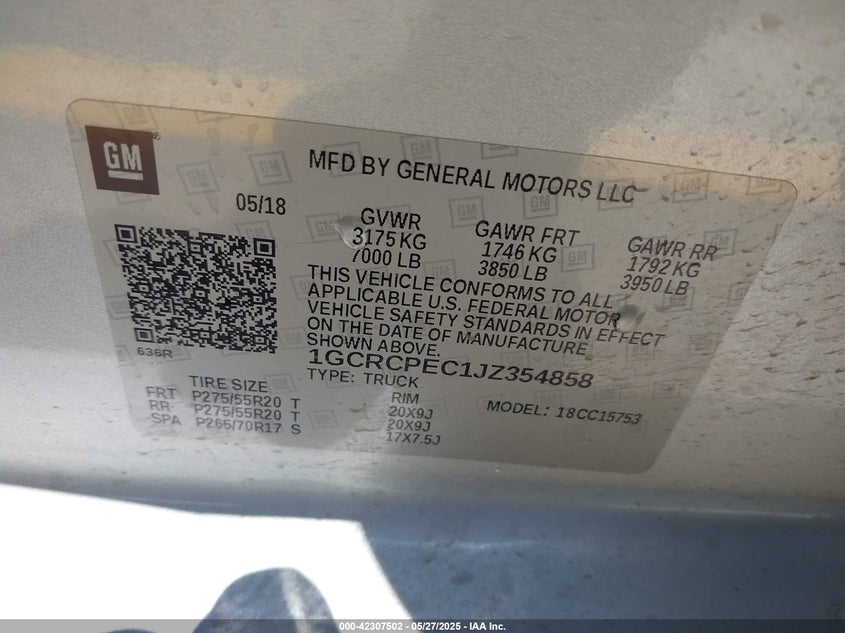 GM
MFD BY GENERAL MOTORS LLC
05/18
GVWR
3175 KG
7000 LB
GAWR FRT
1746 KG
3850 LB
GAWR RR
1792 KG
3950 LB
THIS VEHICLE CONFORMS TO ALL
APPLICABLE U.S. FEDERAL MOTOR
VEHICLE SAFETY STANDARDS IN EFFECT
ON THE DATE OF MANUFACTURE
SHOWN ABOVE.
1GCRCPEC1JZ354858
TYPE: TRUCK
636R
TIRE SIZE RIM
FRT P275/55R20 T 20X9J
RR P275/55R20 T 20X9J
SPA P265/70R17 S 17X7.5J
MODEL: 18CC15753
000-42307502 - 05/27/2025 - IAA Inc.